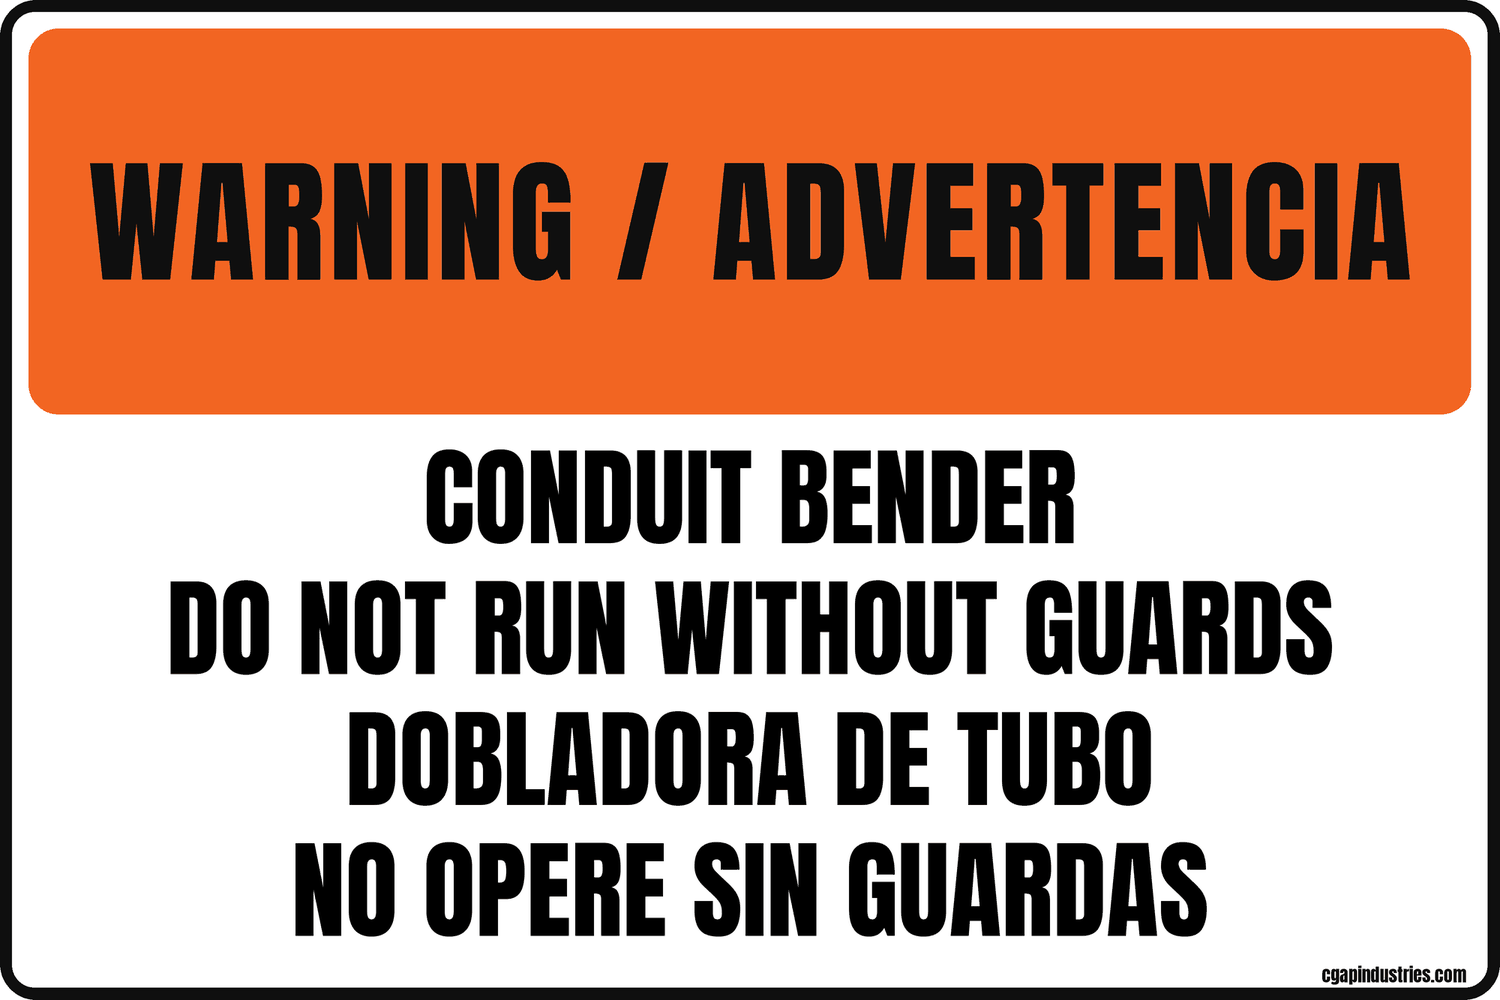 WARNING / ADVERTENCIA
CONDUIT BENDER
DO NOT RUN WITHOUT GUARDS
DOBLADORA DE TUBO
NO OPERE SIN GUARDAS
cgapindustries.com